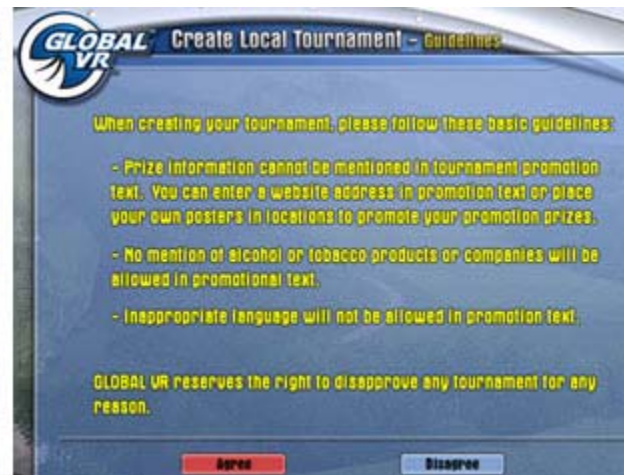 GLOBAL
VR
Create Local Tournament - Guidelines
When creating your tournament, please follow these basic guidelines:
- Prize information cannot be mentioned in tournament promotion
text. You can enter a website address in promotion text or place
your own posters in locations to promote your promotion prizes.
- No mention of alcohol or tobacco products or companies will be
allowed in promotional text.
- Inappropriate language will not be allowed in promotion text.
GLOBAL VR reserves the right to disapprove any tournament for any
reason.
Agree
Disagree